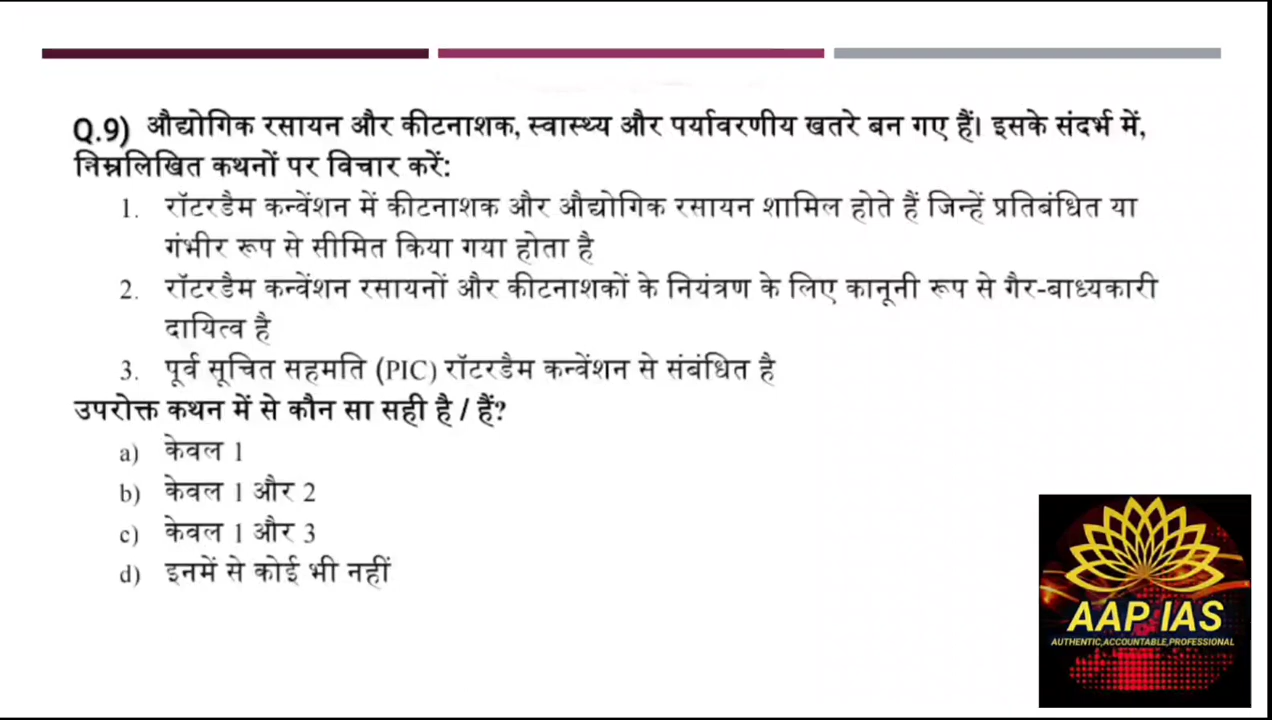 Q.9) औद्योगिक रसायन और कीटनाशक, स्वास्थ्य और पर्यावरणीय खतरे बन गए हैं। इसके संदर्भ में,
निम्नलिखित कथनों पर विचार करें:
1. रॉटरडैम कन्वेंशन में कीटनाशक और औद्योगिक रसायन शामिल होते हैं जिन्हें प्रतिबंधित या
गंभीर रूप से सीमित किया गया होता है
2. रॉटरडैम कन्वेंशन रसायनों और कीटनाशकों के नियंत्रण के लिए कानूनी रूप से गैर-बाध्यकारी
दायित्व है
3. पूर्व सूचित सहमति (PIC) रॉटरडैम कन्वेंशन से संबंधित है
उपरोक्त कथन में से कौन सा सही है / हैं?
a) केवल 1
b) केवल 1 और 2
c) केवल 1 और 3
d) इनमें से कोई भी नहीं
AAP IAS
AUTHENTIC,ACCOUNTABLE,PROFESSIONAL